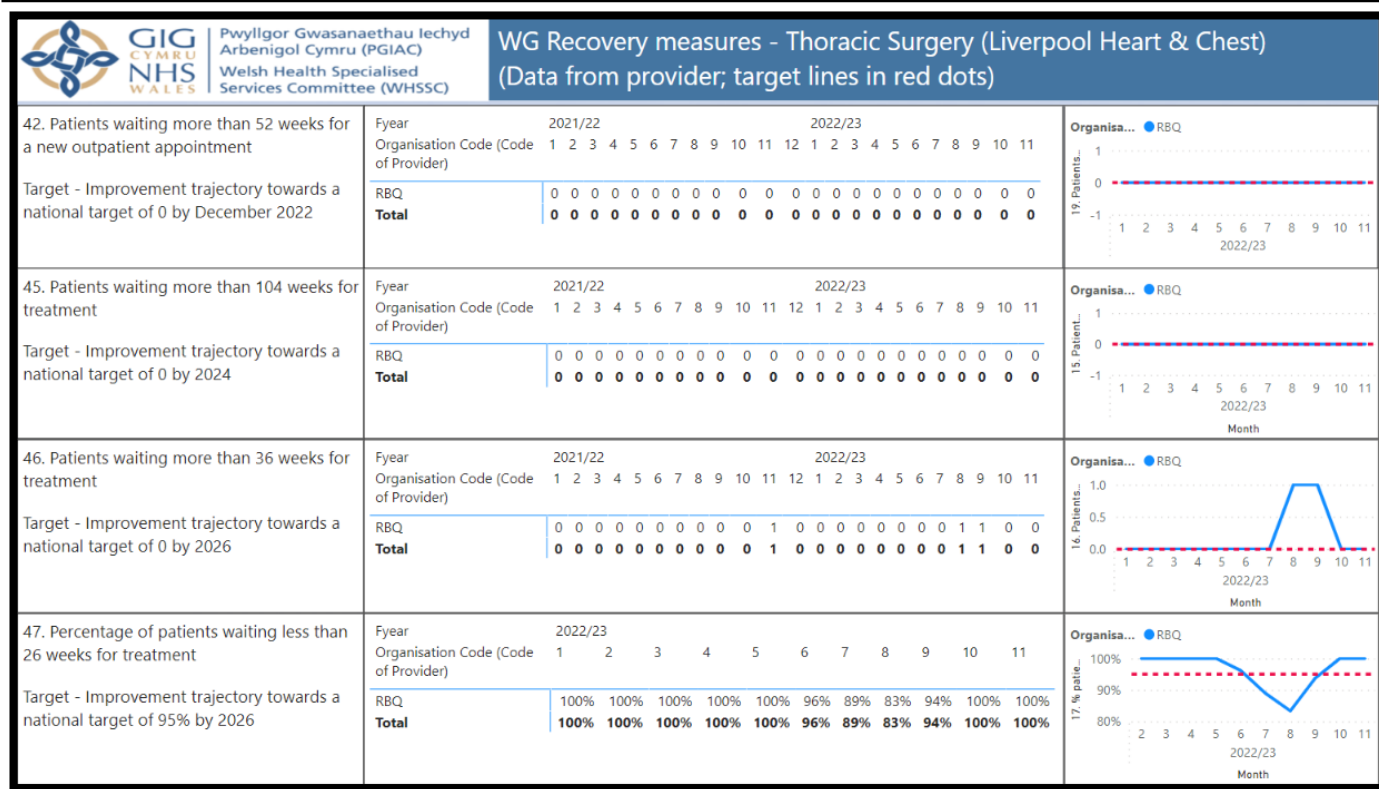 GIG
CYMRU
NHS
WALES
Pwyllgor Gwasanaethau Iechyd
Arbenigol Cymru (PGIAC)
Welsh Health Specialised
Services Committee (WHSSC)
WG Recovery measures - Thoracic Surgery (Liverpool Heart & Chest)
(Data from provider; target lines in red dots)
42. Patients waiting more than 52 weeks for
a new outpatient appointment
Target - Improvement trajectory towards a
national target of 0 by December 2022
Fyear 2021/22 2022/23
Organisation Code (Code 1 2 3 4 5 6 7 8 9 10 11 12 1 2 3 4 5 6 7 8 9 10 11
of Provider)
RBQ 0 0 0 0 0 0 0 0 0 0 0 0 0 0 0 0 0 0 0 0 0 0 0
Total 0 0 0 0 0 0 0 0 0 0 0 0 0 0 0 0 0 0 0 0 0 0 0
Organisa... RBQ
19. Patients...
1
0
-1
1 2 3 4 5 6 7 8 9 10 11
2022/23
45. Patients waiting more than 104 weeks for
treatment
Target - Improvement trajectory towards a
national target of 0 by 2024
Fyear 2021/22 2022/23
Organisation Code (Code 1 2 3 4 5 6 7 8 9 10 11 12 1 2 3 4 5 6 7 8 9 10 11
of Provider)
RBQ 0 0 0 0 0 0 0 0 0 0 0 0 0 0 0 0 0 0 0 0 0 0 0
Total 0 0 0 0 0 0 0 0 0 0 0 0 0 0 0 0 0 0 0 0 0 0 0
Organisa... RBQ
15. Patient...
1
0
-1
1 2 3 4 5 6 7 8 9 10 11
2022/23
Month
46. Patients waiting more than 36 weeks for
treatment
Target - Improvement trajectory towards a
national target of 0 by 2026
Fyear 2021/22 2022/23
Organisation Code (Code 1 2 3 4 5 6 7 8 9 10 11 12 1 2 3 4 5 6 7 8 9 10 11
of Provider)
RBQ 0 0 0 0 0 0 0 0 0 0 1 0 0 0 0 0 0 0 0 1 1 0 0
Total 0 0 0 0 0 0 0 0 0 0 1 0 0 0 0 0 0 0 0 1 1 0 0
Organisa... RBQ
16. Patients...
1.0
0.5
0.0
1 2 3 4 5 6 7 8 9 10 11
2022/23
Month
47. Percentage of patients waiting less than
26 weeks for treatment
Target - Improvement trajectory towards a
national target of 95% by 2026
Fyear 2022/23
Organisation Code (Code 1 2 3 4 5 6 7 8 9 10 11
of Provider)
RBQ 100% 100% 100% 100% 100% 96% 89% 83% 94% 100% 100%
Total 100% 100% 100% 100% 100% 96% 89% 83% 94% 100% 100%
Organisa... RBQ
17. % patie...
100%
90%
80%
2 3 4 5 6 7 8 9 10 11
2022/23
Month